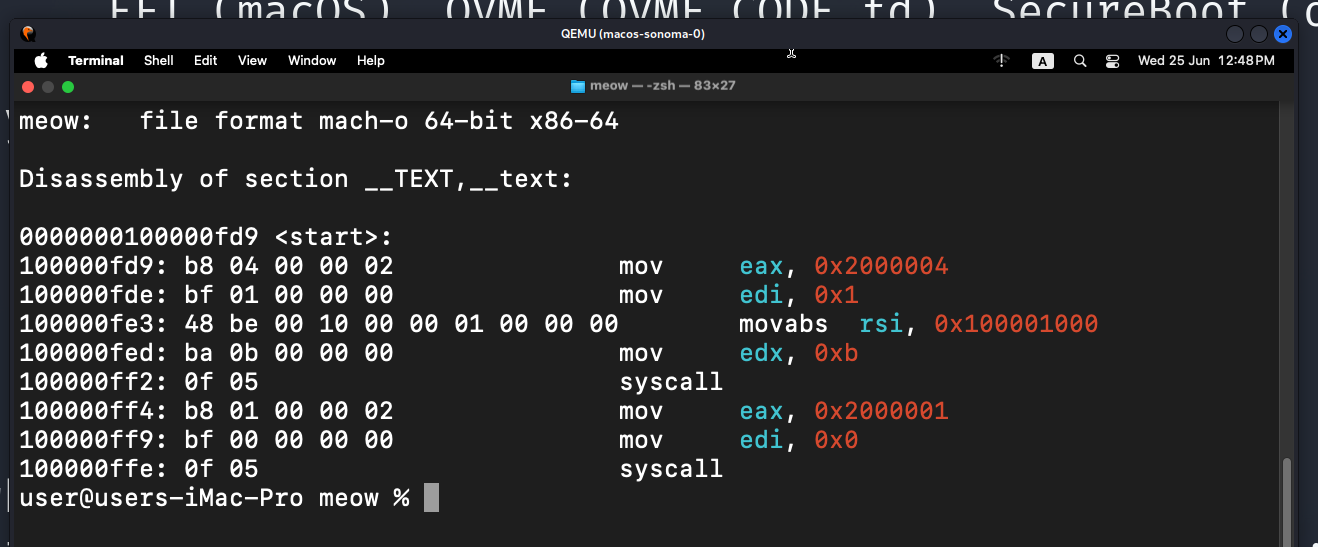 EFI (macOS), OVMF (OVMF_CODE.fd), SecureBoot
QEMU (macos-sonoma-0)
Terminal Shell Edit View Window Help A Wed 25 Jun 12:48 PM
meow — -zsh — 83×27
meow: file format mach-o 64-bit x86-64
Disassembly of section __TEXT,__text:
0000000100000fd9 <start>:
100000fd9: b8 04 00 00 02 mov eax, 0x2000004
100000fde: bf 01 00 00 00 mov edi, 0x1
100000fe3: 48 be 00 10 00 00 01 00 00 00 movabs rsi, 0x100001000
100000fed: ba 0b 00 00 00 mov edx, 0xb
100000ff2: 0f 05 syscall
100000ff4: b8 01 00 00 02 mov eax, 0x2000001
100000ff9: bf 00 00 00 00 mov edi, 0x0
100000ffe: 0f 05 syscall
user@users-iMac-Pro meow %